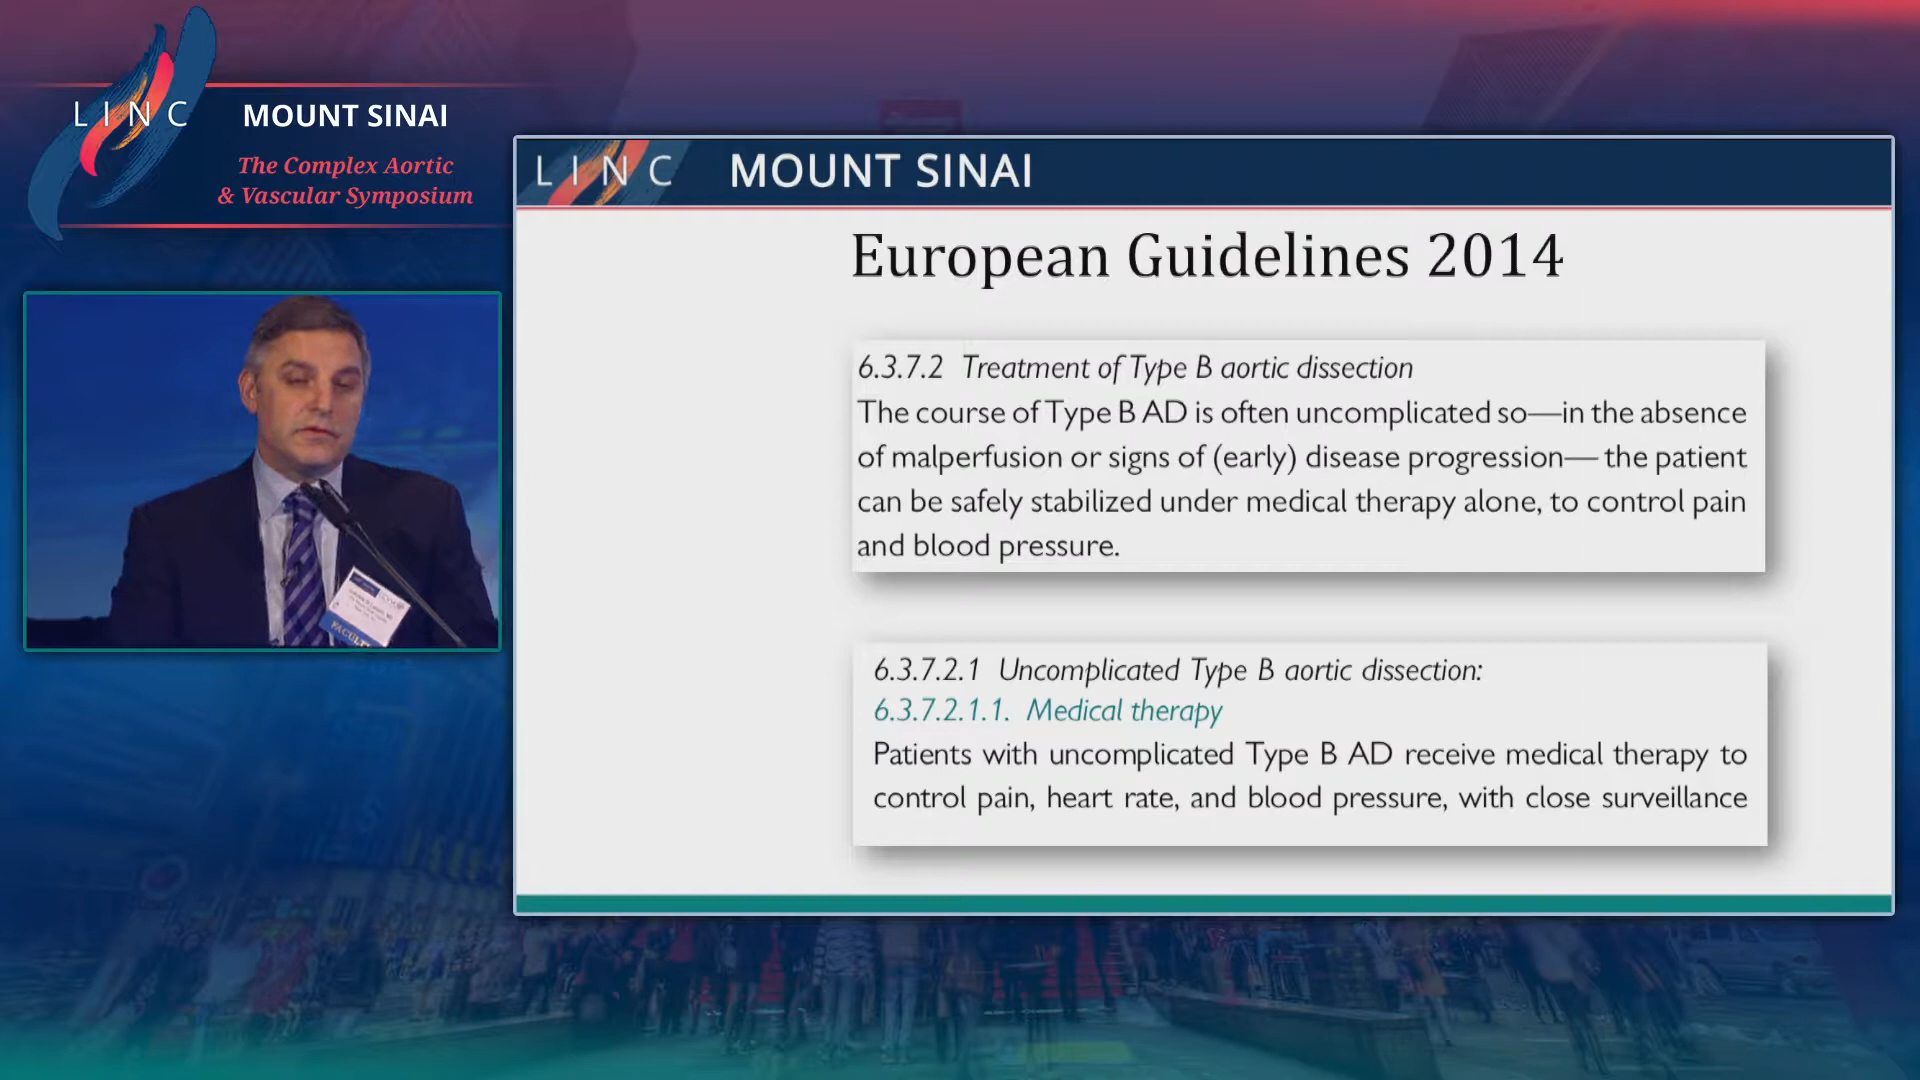 LINC
MOUNT SINAI
The Complex Aortic
& Vascular Symposium
LINC MOUNT SINAI
European Guidelines 2014
6.3.7.2 Treatment of Type B aortic dissection
The course of Type B AD is often uncomplicated so—in the absence
of malperfusion or signs of (early) disease progression— the patient
can be safely stabilized under medical therapy alone, to control pain
and blood pressure.
6.3.7.2.1 Uncomplicated Type B aortic dissection:
6.3.7.2.1.1. Medical therapy
Patients with uncomplicated Type B AD receive medical therapy to
control pain, heart rate, and blood pressure, with close surveillance